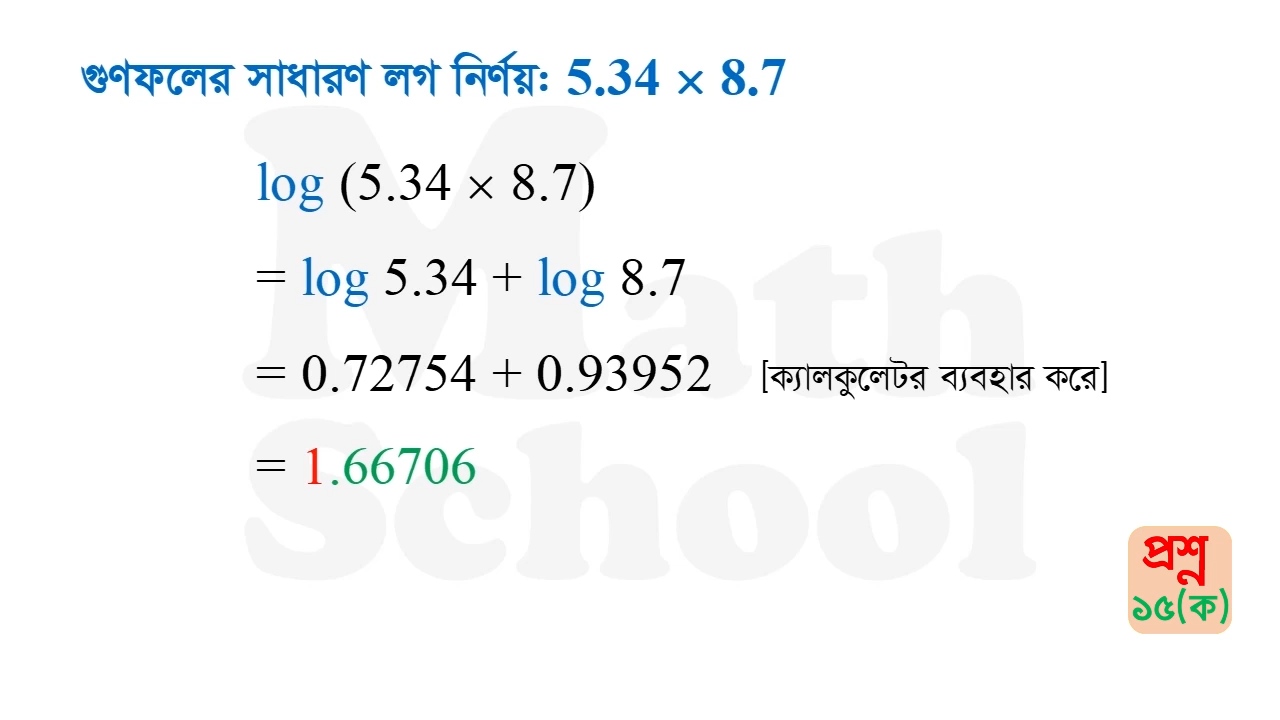 গুণফলের সাধারণ লগ নির্ণয়ঃ 5.34 × 8.7
log (5.34 × 8.7)
= log 5.34 + log 8.7
= 0.72754 + 0.93952 [ক্যালকুলেটর ব্যবহার করে]
= 1.66706
Math
School
প্রশ্ন
১৫(ক)